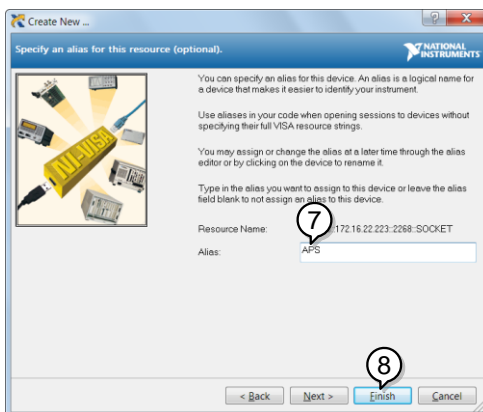 Create New ...
Specify an alias for this resource (optional).
NATIONAL
INSTRUMENTS
You can specify an alias for this device. An alias is a logical name for
a device that makes it easier to identify your instrument.
Use aliases in your code when opening sessions to devices without
specifying their full VISA resource strings.
You may assign or change the alias at a later time through the alias
editor or by clicking on the device to rename it.
Type in the alias you want to assign to this device or leave the alias
field blank to not assign an alias to this device.
NI-VISA
7
Resource Name: 172.16.22.223::2268::SOCKET
Alias: APS
8
< Back Next > Finish Cancel